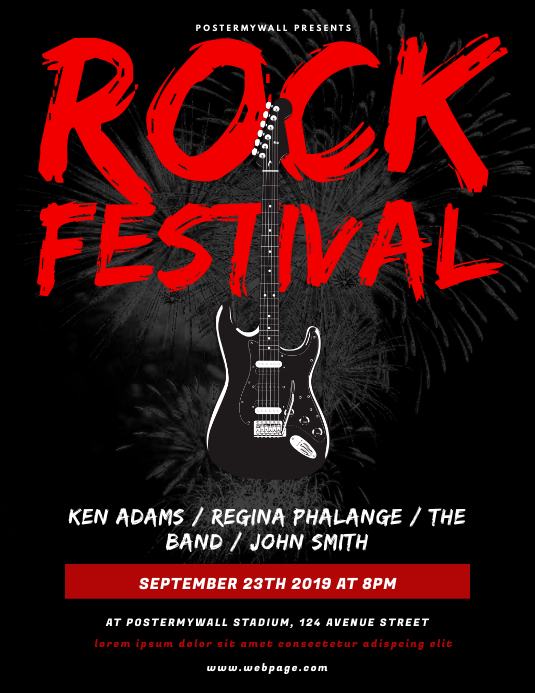 POSTERMYWALL PRESENTS
ROCK
FESTIVAL
KEN ADAMS / REGINA PHALANGE / THE
BAND / JOHN SMITH
SEPTEMBER 23TH 2019 AT 8PM
AT POSTERMYWALL STADIUM, 124 AVENUE STREET
lorem ipsum dolor sit amet consectetur adispcing elit
www.webpage.com